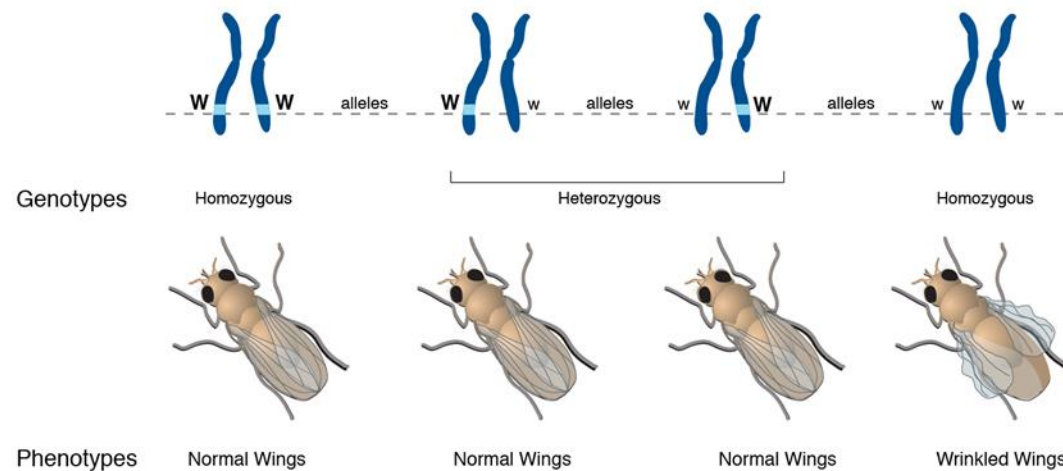 W W alleles W w alleles w W alleles w w
Genotypes Homozygous Heterozygous Homozygous
Phenotypes Normal Wings Normal Wings Normal Wings Wrinkled Wings